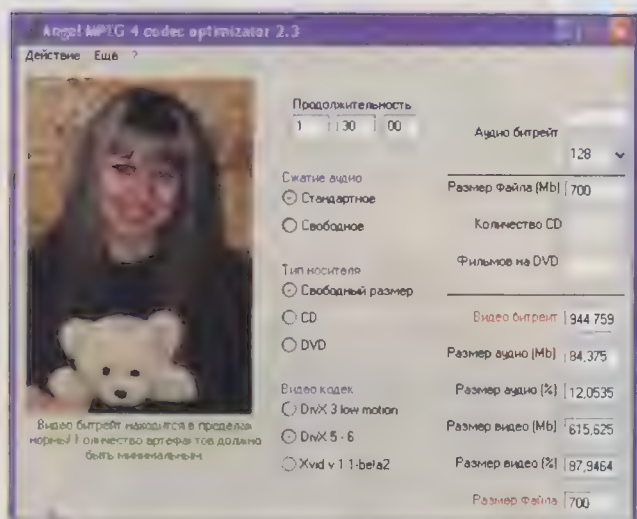 Angel MPEG 4 codec optimizator 2.3
Действие Ещё ?
Продолжительность
1 : 30 : 00
Аудио битрейт
128
Сжатие аудио
Стандартное
Свободное
Размер Файла (Mb) 700
Количество CD
Фильмов на DVD
Тип носителя
Свободный размер
CD
DVD
Видео битрейт 944.759
Размер аудио (Mb) 84,375
Размер аудио (%) 12,0535
Размер видео (Mb) 615,625
Размер видео (%) 87,9464
Размер Файла 700
Видео кодек
DivX 3 low motion
DivX 5 - 6
Xvid v 1.1-beta2
Видео битрейт находится в пределах
нормы! Количество артефактов должно
быть минимальным.